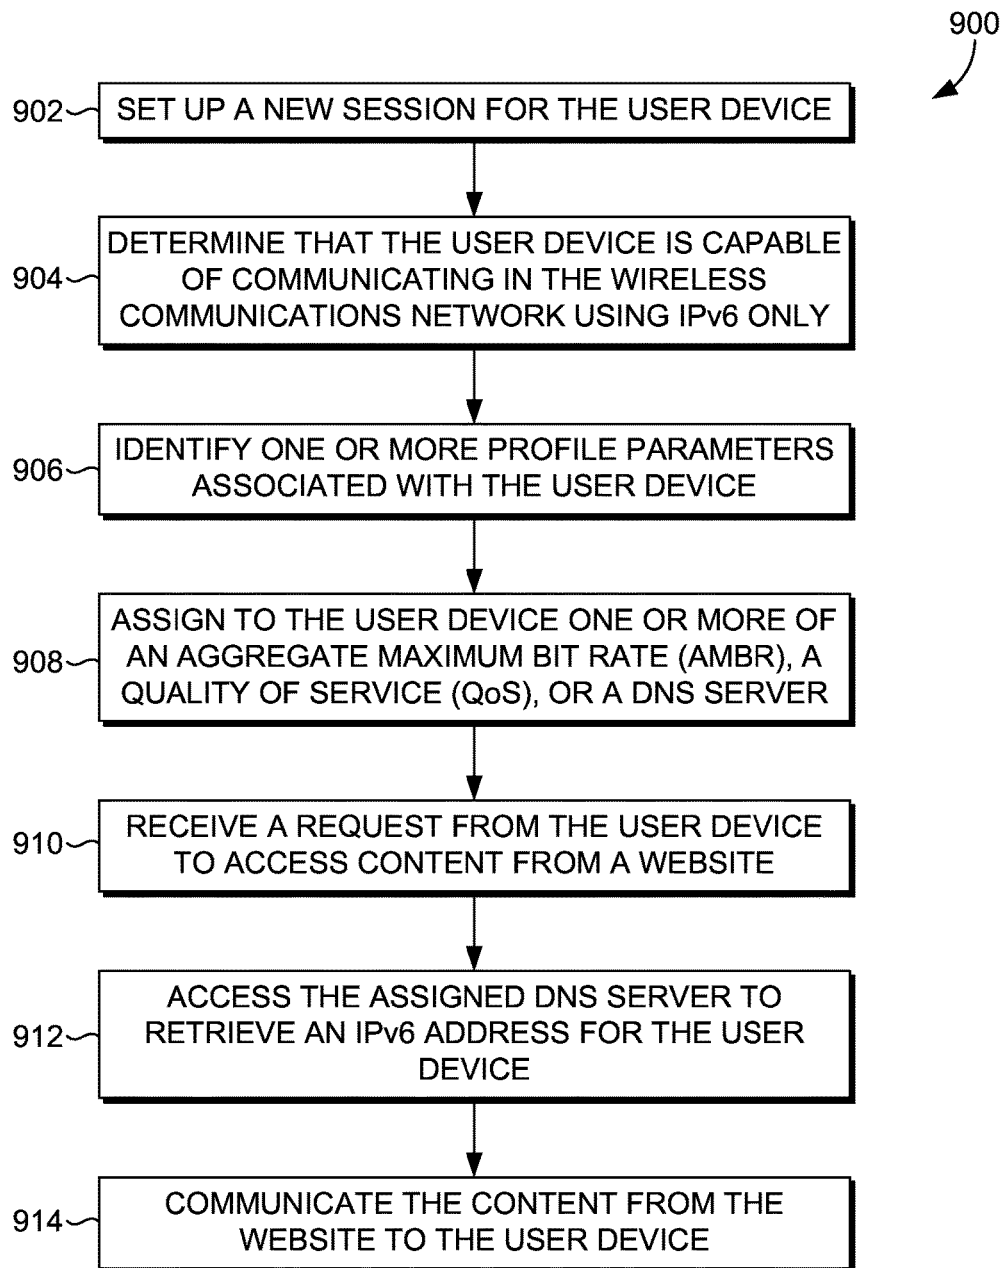 900
902
SET UP A NEW SESSION FOR THE USER DEVICE
904
DETERMINE THAT THE USER DEVICE IS CAPABLE
OF COMMUNICATING IN THE WIRELESS
COMMUNICATIONS NETWORK USING IPv6 ONLY
906
IDENTIFY ONE OR MORE PROFILE PARAMETERS
ASSOCIATED WITH THE USER DEVICE
908
ASSIGN TO THE USER DEVICE ONE OR MORE OF
AN AGGREGATE MAXIMUM BIT RATE (AMBR), A
QUALITY OF SERVICE (QoS), OR A DNS SERVER
910
RECEIVE A REQUEST FROM THE USER DEVICE
TO ACCESS CONTENT FROM A WEBSITE
912
ACCESS THE ASSIGNED DNS SERVER TO
RETRIEVE AN IPv6 ADDRESS FOR THE USER
DEVICE
914
COMMUNICATE THE CONTENT FROM THE
WEBSITE TO THE USER DEVICE